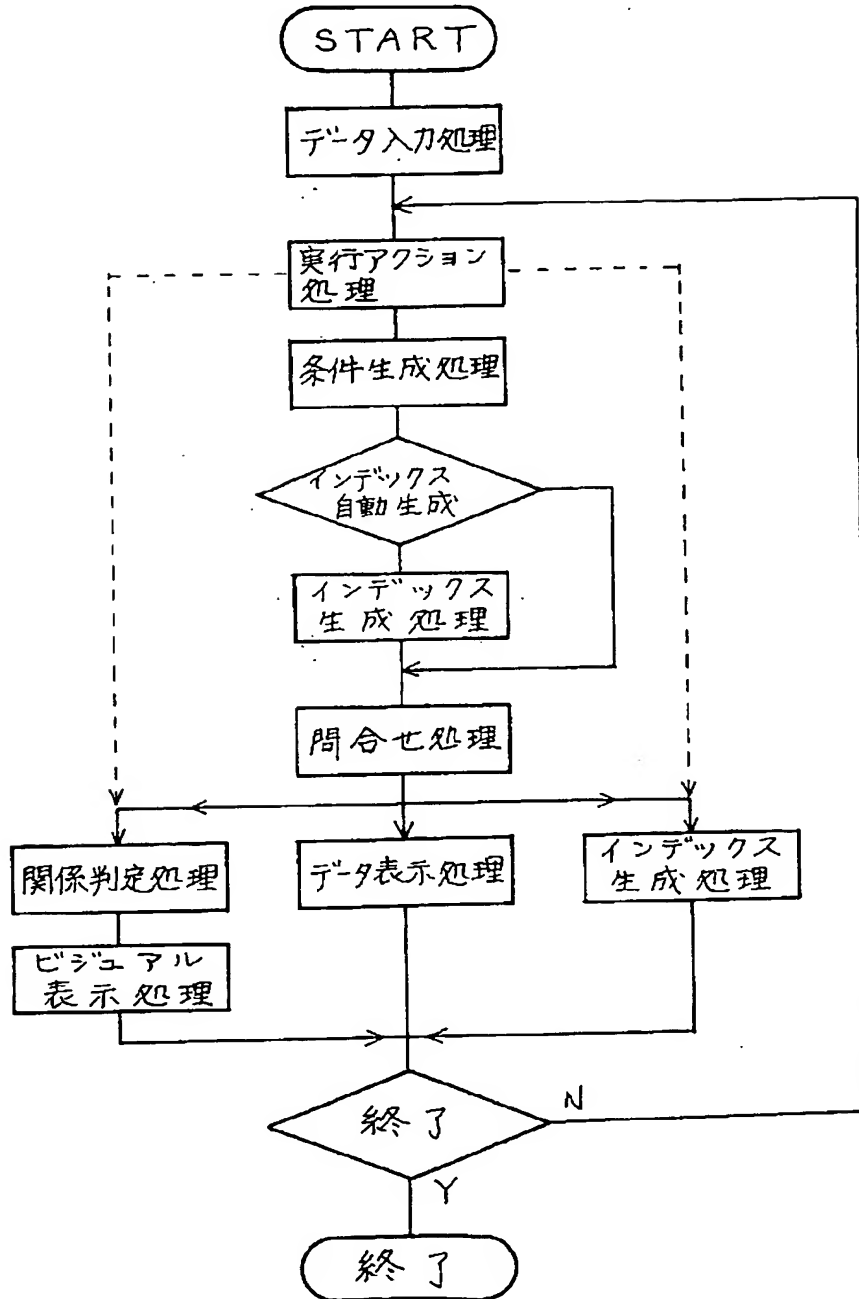 START
データ入力処理
実行アクション
処理
条件生成処理
インデックス
自動生成
インデックス
生成処理
問合せ処理
関係判定処理
データ表示処理
インデックス
生成処理
ビジュアル
表示処理
終了
N
Y
終了